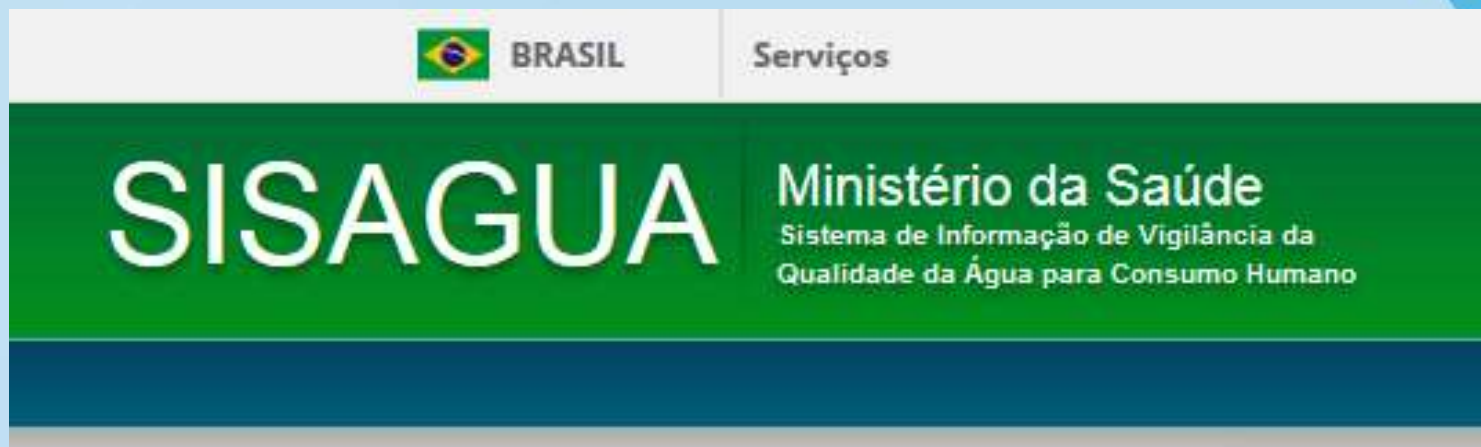 BRASIL Serviços
SISAGUA
Ministério da Saúde
Sistema de Informação de Vigilância da
Qualidade da Água para Consumo Humano